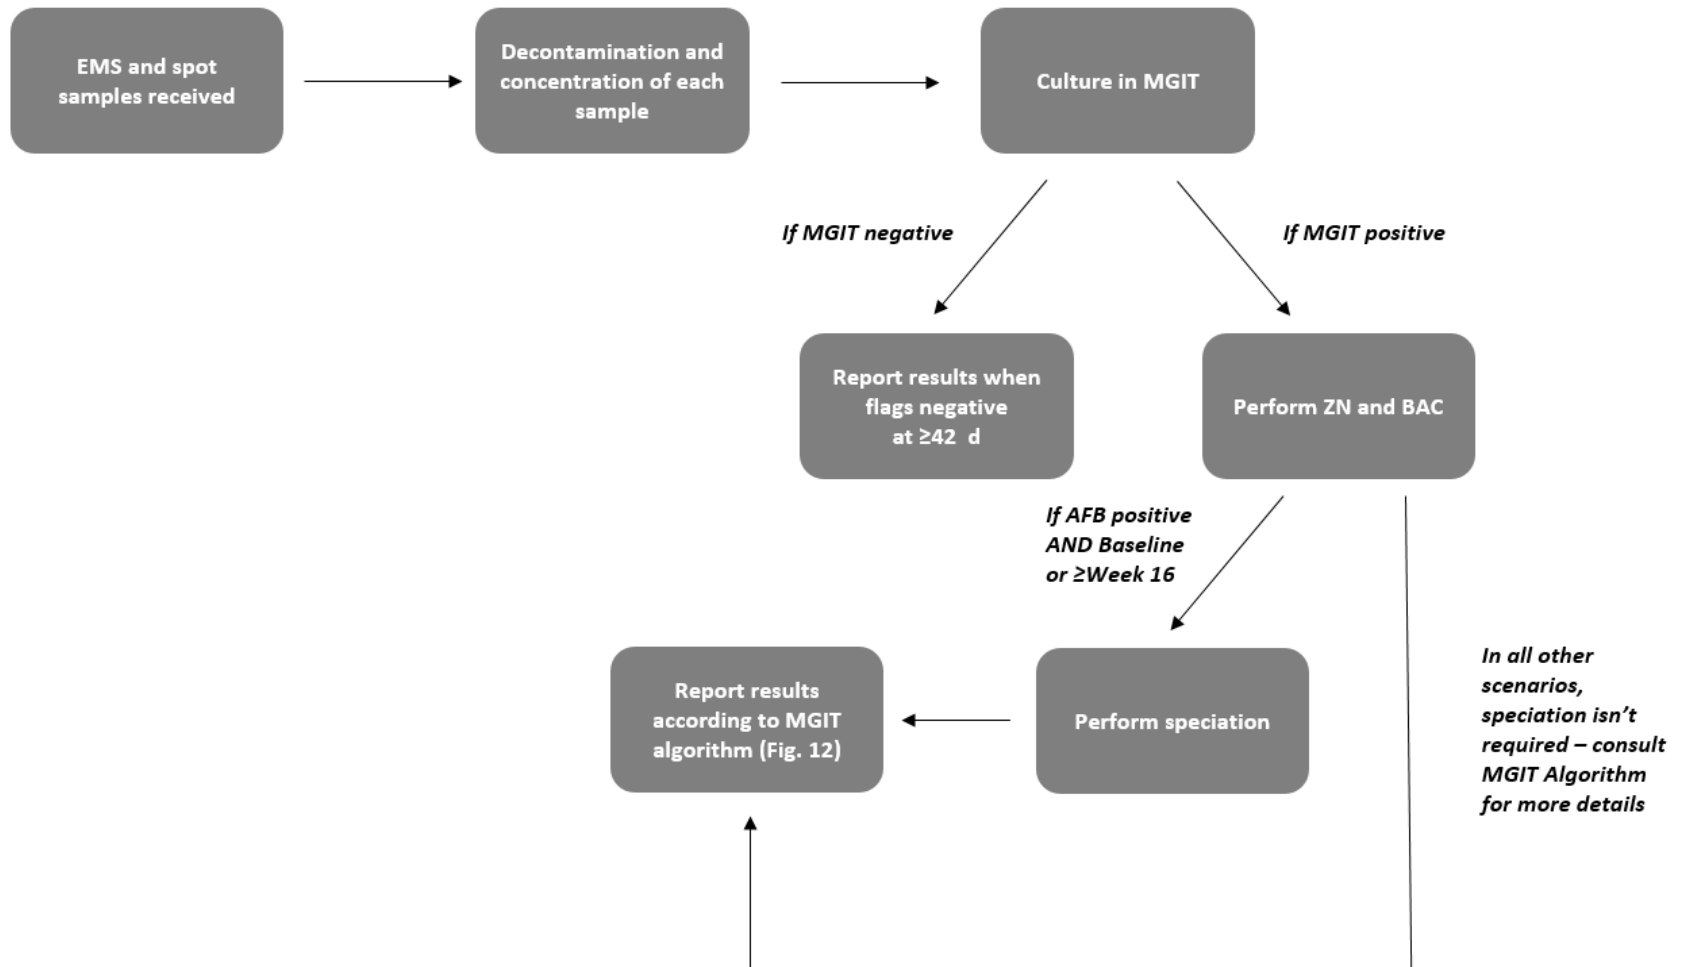 EMS and spot
samples received
Decontamination and
concentration of each
sample
Culture in MGIT
If MGIT negative
If MGIT positive
Report results when
flags negative
at ≥42 d
Perform ZN and BAC
If AFB positive
AND Baseline
or ≥Week 16
Report results
according to MGIT
algorithm (Fig. 12)
Perform speciation
In all other
scenarios,
speciation isn’t
required – consult
MGIT Algorithm
for more details